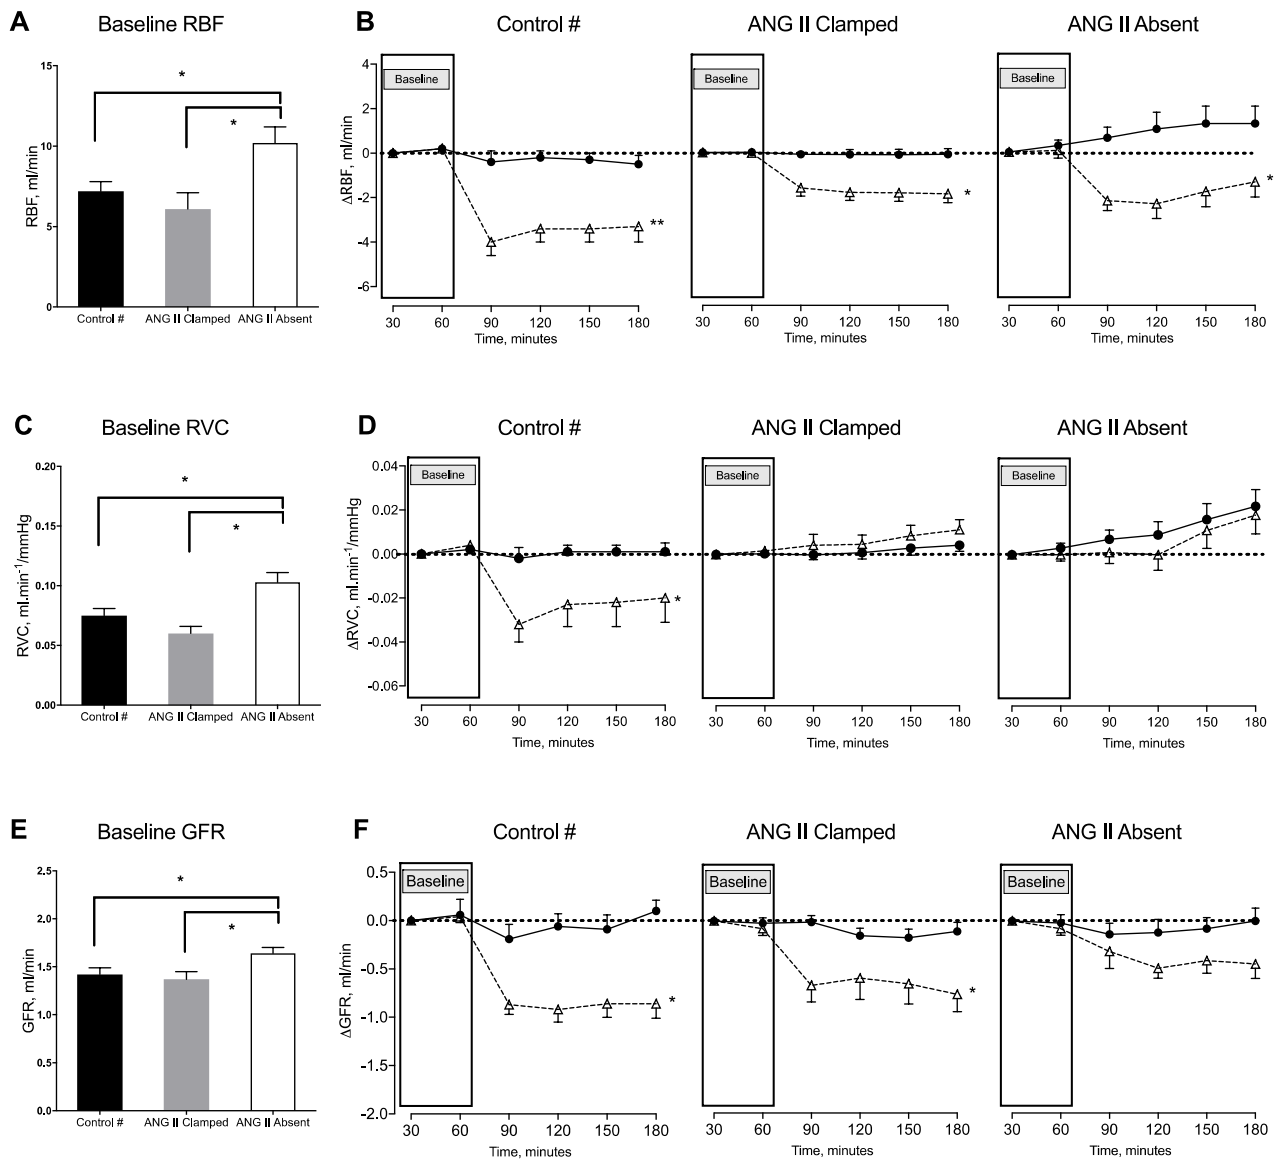 A Baseline RBF
B Control # ANG II Clamped ANG II Absent
RBF, ml/min
15
10
5
0
* *
Control # ANG II Clamped ANG II Absent
ΔRBF, ml/min
4
2
0
-2
-4
-6
Baseline Baseline Baseline
** * *
30 60 90 120 150 180 30 60 90 120 150 180 30 60 90 120 150 180
Time, minutes Time, minutes Time, minutes
C Baseline RVC
D Control # ANG II Clamped ANG II Absent
RVC, ml.min⁻¹/mmHg
0.20
0.15
0.10
0.05
0.00
* *
Control # ANG II Clamped ANG II Absent
ΔRVC, ml.min⁻¹/mmHg
0.04
0.02
0.00
-0.02
-0.04
-0.06
Baseline Baseline Baseline
*
30 60 90 120 150 180 30 60 90 120 150 180 30 60 90 120 150 180
Time, minutes Time, minutes Time, minutes
E Baseline GFR
F Control # ANG II Clamped ANG II Absent
GFR, ml/min
2.5
2.0
1.5
1.0
0.5
0.0
* *
Control # ANG II Clamped ANG II Absent
ΔGFR, ml/min
0.5
0.0
-0.5
-1.0
-1.5
-2.0
Baseline Baseline Baseline
* *
30 60 90 120 150 180 30 60 90 120 150 180 30 60 90 120 150 180
Time, minutes Time, minutes Time, minutes